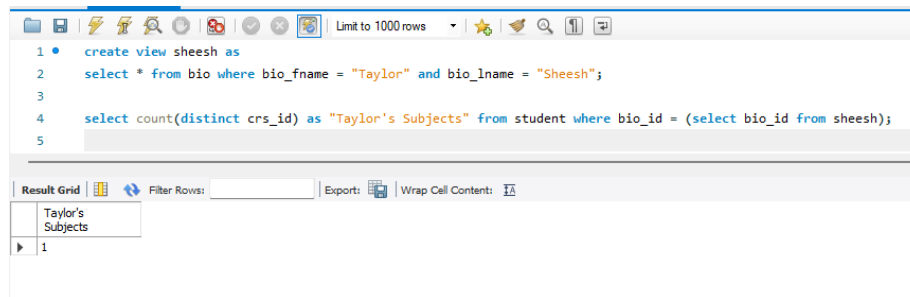 Limit to 1000 rows
1 create view sheesh as
2 select * from bio where bio_fname = "Taylor" and bio_lname = "Sheesh";
3
4 select count(distinct crs_id) as "Taylor's Subjects" from student where bio_id = (select bio_id from sheesh);
5
Result Grid Filter Rows: Export: Wrap Cell Content:
Taylor's
Subjects
1